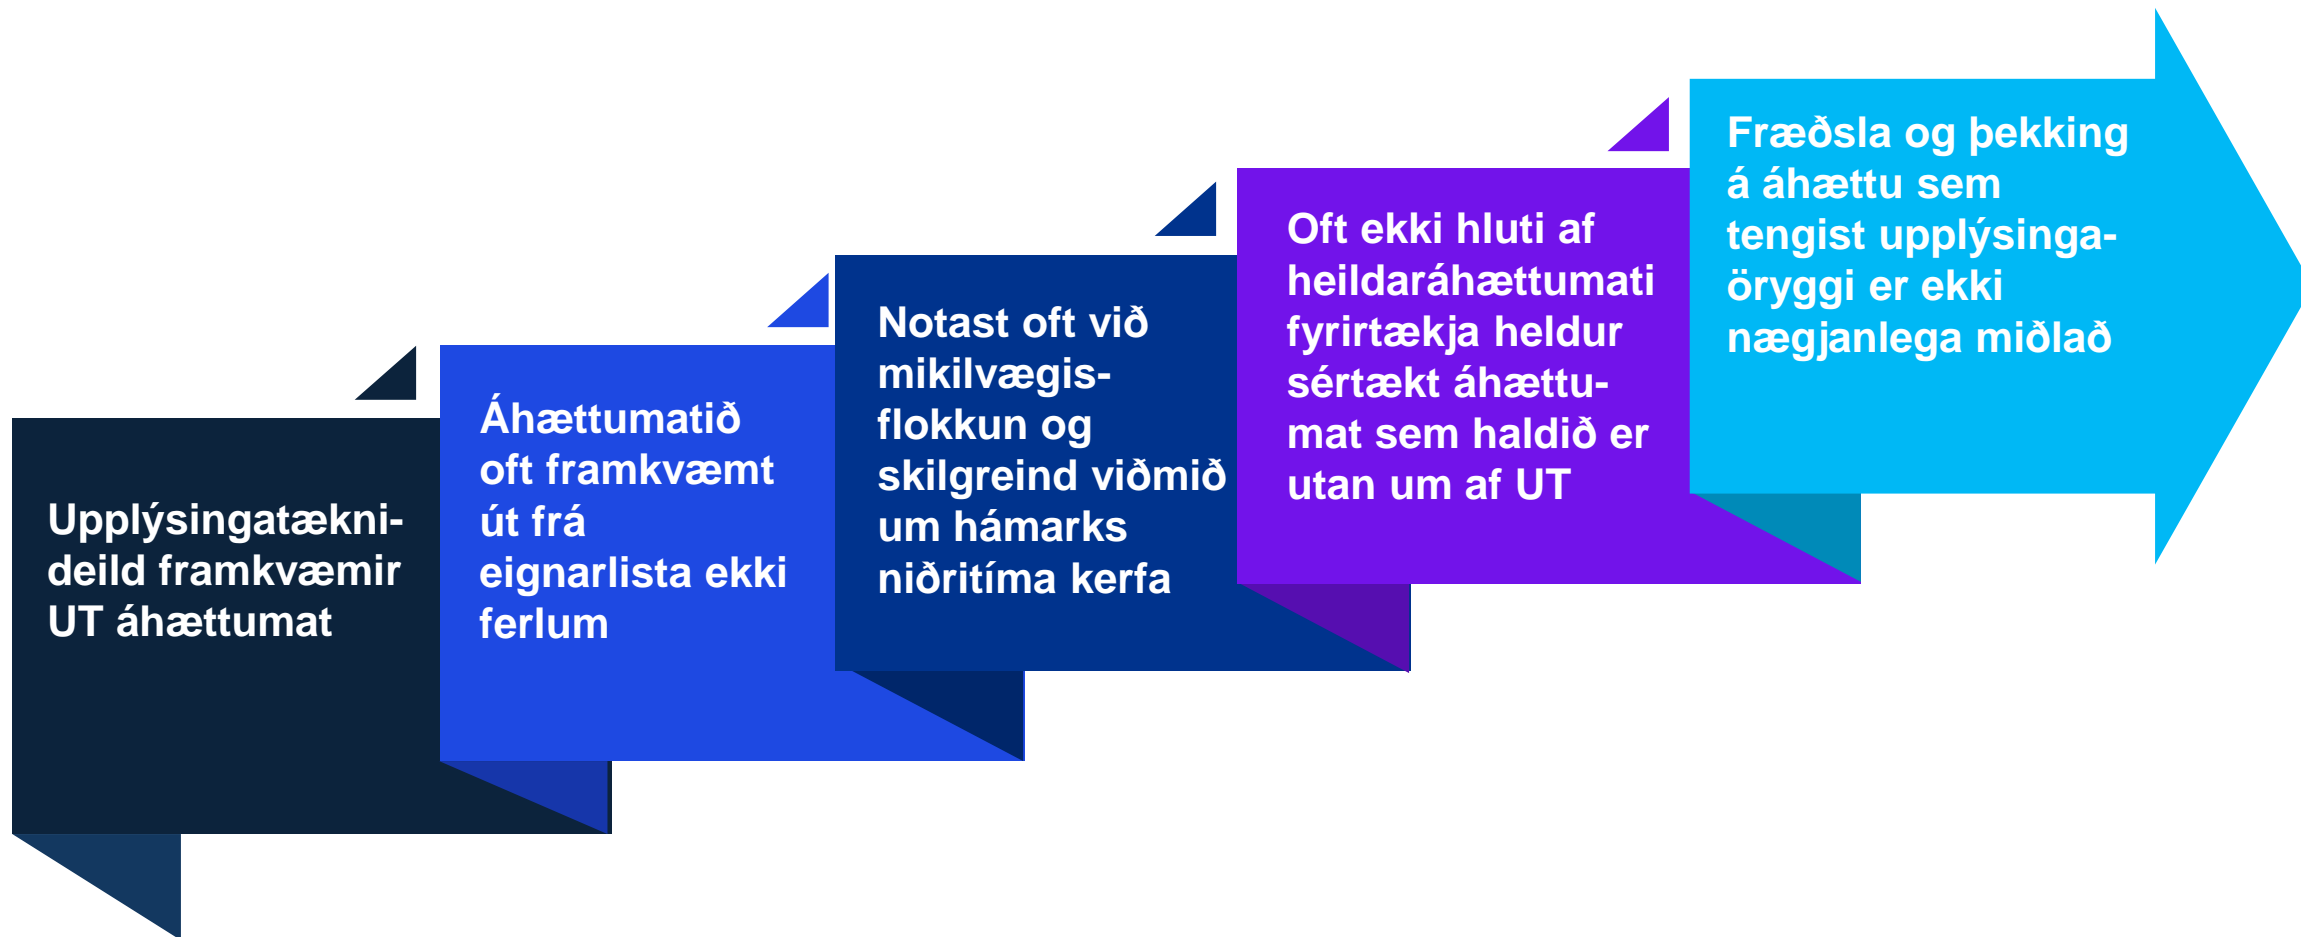 Upplýsingatækni-
deild framkvæmir
UT áhættumat
Áhættumatið
oft framkvæmt
út frá
eignarlista ekki
ferlum
Notast oft við
mikilvægis-
flokkun og
skilgreind viðmið
um hámarks
niðritíma kerfa
Oft ekki hluti af
heildaráhættumati
fyrirtækja heldur
sértækt áhættu-
mat sem haldið er
utan um af UT
Fræðsla og þekking
á áhættu sem
tengist upplýsinga-
öryggi er ekki
nægjanlega miðlað